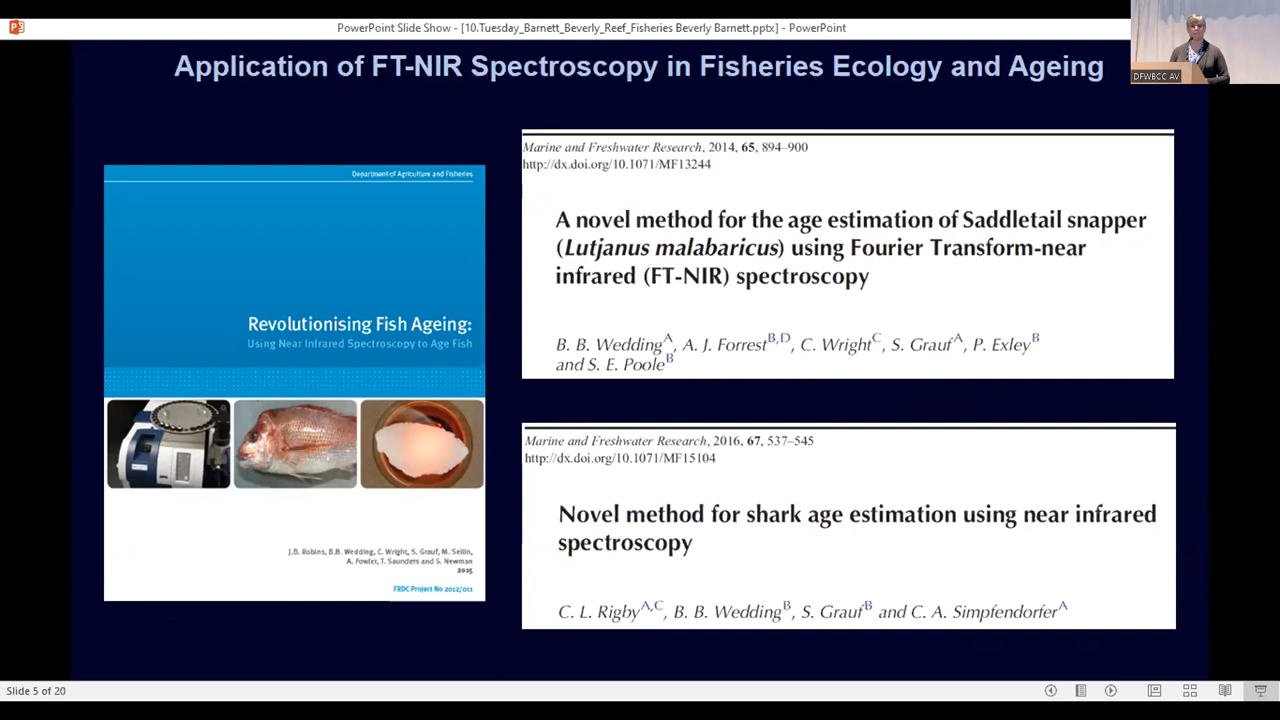 PowerPoint Slide Show - [10.Tuesday_Barnett_Beverly_Reef_Fisheries Beverly Barnett.pptx] - PowerPoint
DFWBCC AV
Application of FT-NIR Spectroscopy in Fisheries Ecology and Ageing
Department of Agriculture and Fisheries
Revolutionising Fish Ageing:
Using Near Infrared Spectroscopy to Age Fish
J.B. Robins, B.B. Wedding, C. Wright, S. Grauf, M. Sellin,
A. Fowler, T. Saunders and S. Newman
2015
FRDC Project No 2012/011
Marine and Freshwater Research, 2014, 65, 894–900
http://dx.doi.org/10.1071/MF13244
A novel method for the age estimation of Saddletail snapper
(Lutjanus malabaricus) using Fourier Transform-near
infrared (FT-NIR) spectroscopy
B. B. Wedding^A, A. J. Forrest^B,D, C. Wright^C, S. Grauf^A, P. Exley^B
and S. E. Poole^B
Marine and Freshwater Research, 2016, 67, 537–545
http://dx.doi.org/10.1071/MF15104
Novel method for shark age estimation using near infrared
spectroscopy
C. L. Rigby^A,C, B. B. Wedding^B, S. Grauf^B and C. A. Simpfendorfer^A
Slide 5 of 20